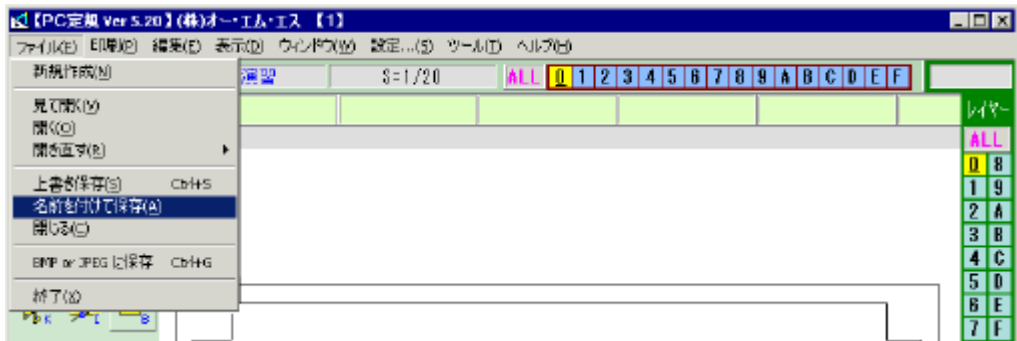 【PC定規 Ver 5.20】(株)オー・エム・エス 【1】
ファイル(F) 印刷(P) 編集(E) 表示(D) ウィンドウ(W) 設定...(S) ツール(T) ヘルプ(H)
演習 S=1/20 ALL 0 1 2 3 4 5 6 7 8 9 A B C D E F
新規作成(N)
見て開く(V)
開く(O)
開き直す(R)
上書き保存(S) Ctrl+S
名前を付けて保存(A)
閉じる(C)
BMP or JPEG に保存 Ctrl+G
終了(X)
レイヤー
ALL
0 8
1 9
2 A
3 B
4 C
5 D
6 E
7 F
K I B